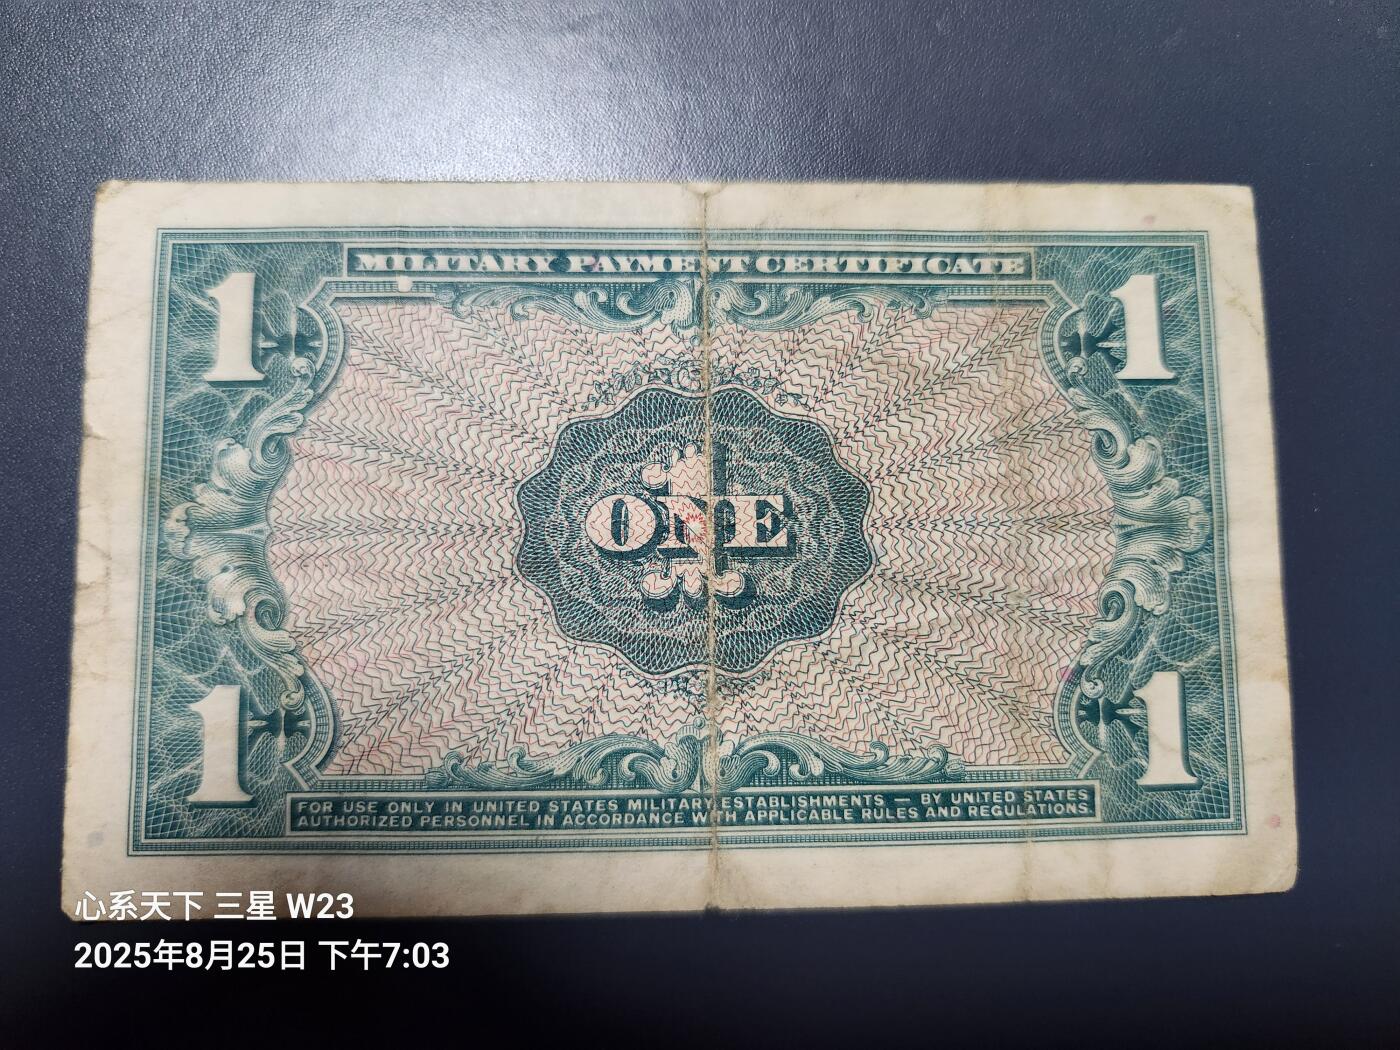 MILITARY PAYMENT CERTIFICATE
1 1
ONE
1
1 1
FOR USE ONLY IN UNITED STATES MILITARY ESTABLISHMENTS — BY UNITED STATES
AUTHORIZED PERSONNEL IN ACCORDANCE WITH APPLICABLE RULES AND REGULATIONS.
心系天下 三星 W23
2025年8月25日 下午7:03